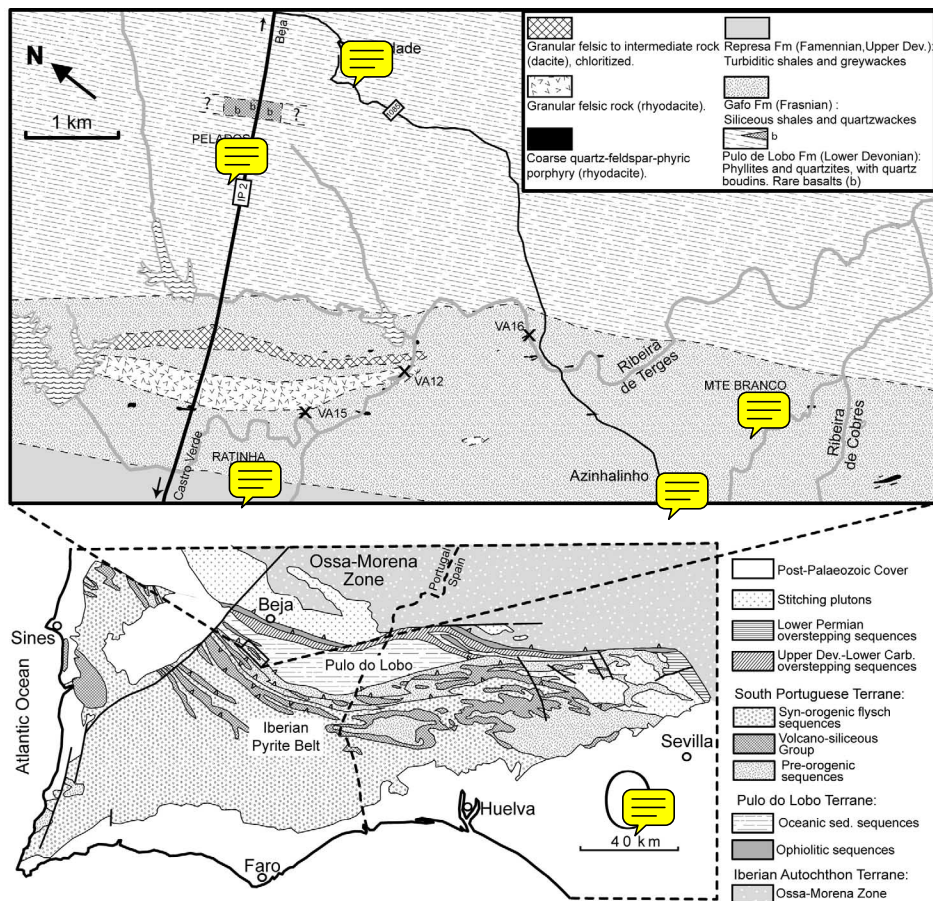 Beja
lade
N
1 km
? b b b ?
PELADOS
IP 2
VA16
VA12
VA15
Ribeira
de Terges
MTE BRANCO
Ribeira
de Cobres
RATINHA
Castro Verde
Azinhalinho
Granular felsic to intermediate rock
(dacite), chloritized.
Granular felsic rock (rhyodacite).
Coarse quartz-feldspar-phyric
porphyry (rhyodacite).
Represa Fm (Famennian,Upper Dev.):
Turbiditic shales and greywackes
Gafo Fm (Frasnian) :
Siliceous shales and quartzwackes
b
Pulo de Lobo Fm (Lower Devonian):
Phyllites and quartzites, with quartz
boudins. Rare basalts (b)
Ossa-Morena
Zone
Portugal
Spain
Beja
Sines
Pulo do Lobo
Atlantic Ocean
Iberian
Pyrite Belt
Sevilla
Huelva
Faro
40 km
Post-Palaeozoic Cover
Stitching plutons
Lower Permian
overstepping sequences
Upper Dev.-Lower Carb.
overstepping sequences
South Portuguese Terrane:
Syn-orogenic flysch
sequences
Volcano-siliceous
Group
Pre-orogenic
sequences
Pulo do Lobo Terrane:
Oceanic sed. sequences
Ophiolitic sequences
Iberian Autochthon Terrane:
Ossa-Morena Zone